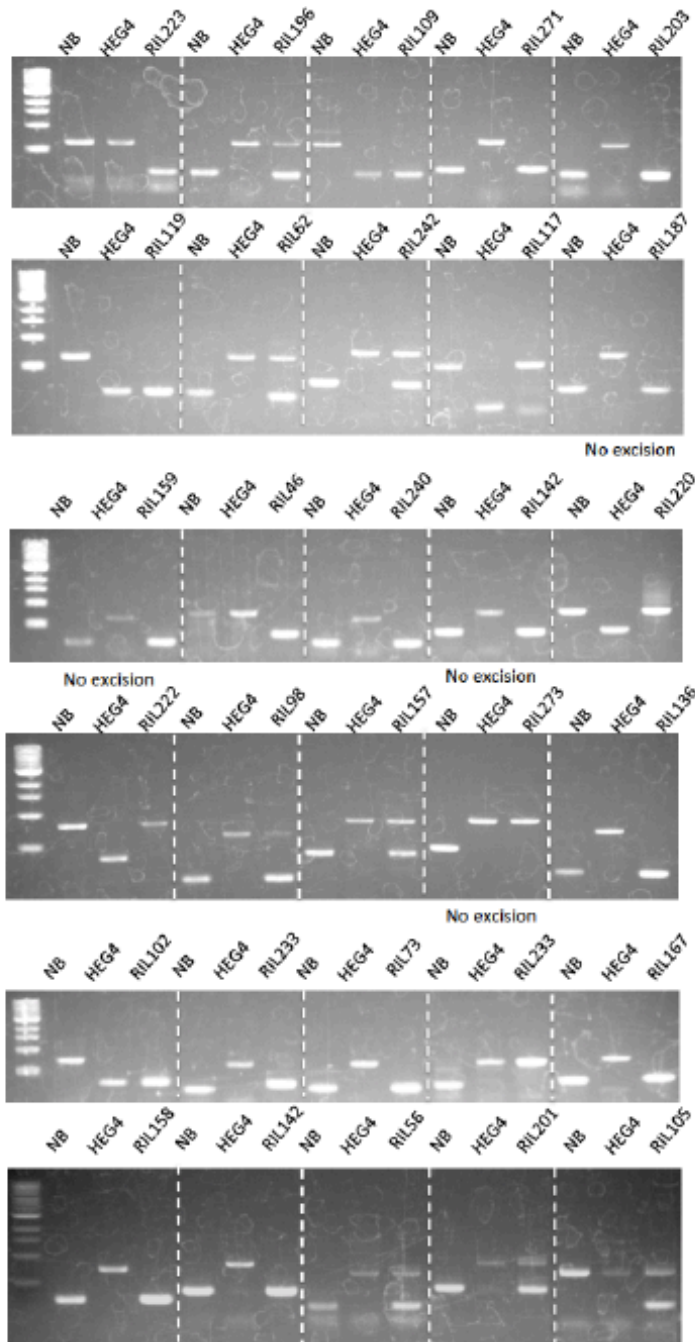 NB HEG4 RIL223 NB HEG4 RIL196 NB HEG4 RIL109 NB HEG4 RIL271 NB HEG4 RIL203
NB HEG4 RIL119 NB HEG4 RIL62 NB HEG4 RIL242 NB HEG4 RIL117 NB HEG4 RIL187
No excision
NB HEG4 RIL159 NB HEG4 RIL46 NB HEG4 RIL240 NB HEG4 RIL142 NB HEG4 RIL220
No excision No excision
NB HEG4 RIL222 NB HEG4 RIL98 NB HEG4 RIL157 NB HEG4 RIL273 NB HEG4 RIL136
No excision
NB HEG4 RIL102 NB HEG4 RIL233 NB HEG4 RIL73 NB HEG4 RIL233 NB HEG4 RIL167
NB HEG4 RIL158 NB HEG4 RIL142 NB HEG4 RIL56 NB HEG4 RIL201 NB HEG4 RIL105